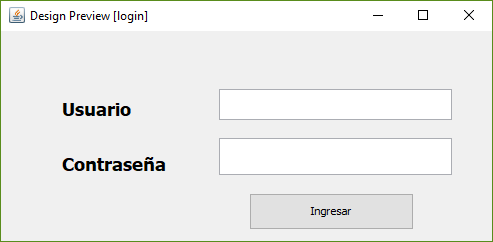 Design Preview [login]
Usuario
Contraseña
Ingresar